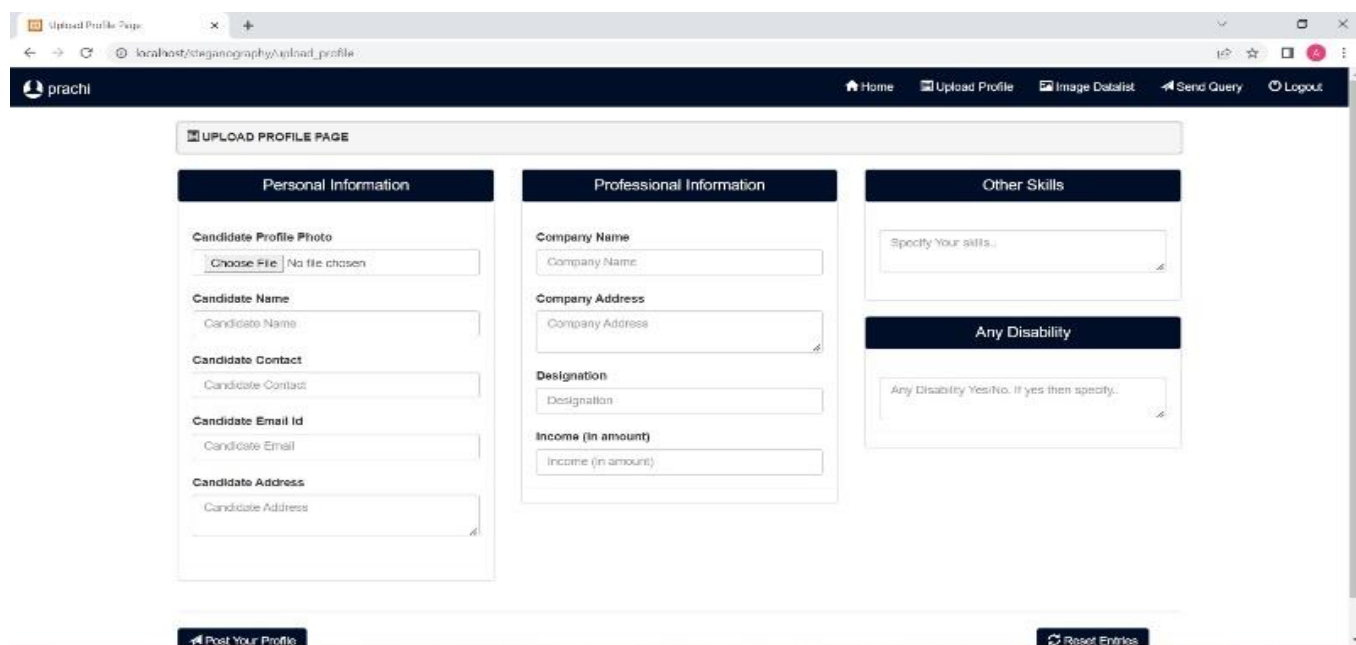 Upload Profile Page
localhost/steganography/upload_profile
A
prachi
Home Upload Profile Image Datalist Send Query Logout
UPLOAD PROFILE PAGE
Personal Information
Candidate Profile Photo
Choose File No file chosen
Candidate Name
Candidate Name
Candidate Contact
Candidate Contact
Candidate Email Id
Candidate Email
Candidate Address
Candidate Address
Professional Information
Company Name
Company Name
Company Address
Company Address
Designation
Designation
Income (in amount)
Income (in amount)
Other Skills
Specify Your skills..
Any Disability
Any Disability Yes/No. If yes then specify..
Post Your Profile
Reset Entries